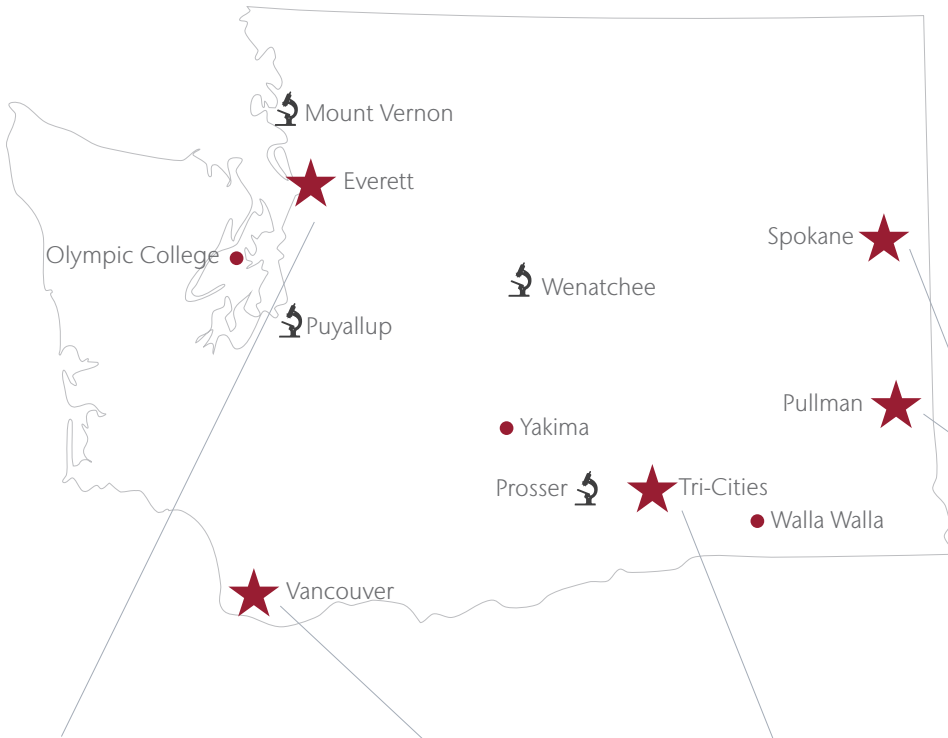 Mount Vernon
Everett
Spokane
Olympic College
Wenatchee
Puyallup
Pullman
Yakima
Prosser
Tri-Cities
Walla Walla
Vancouver